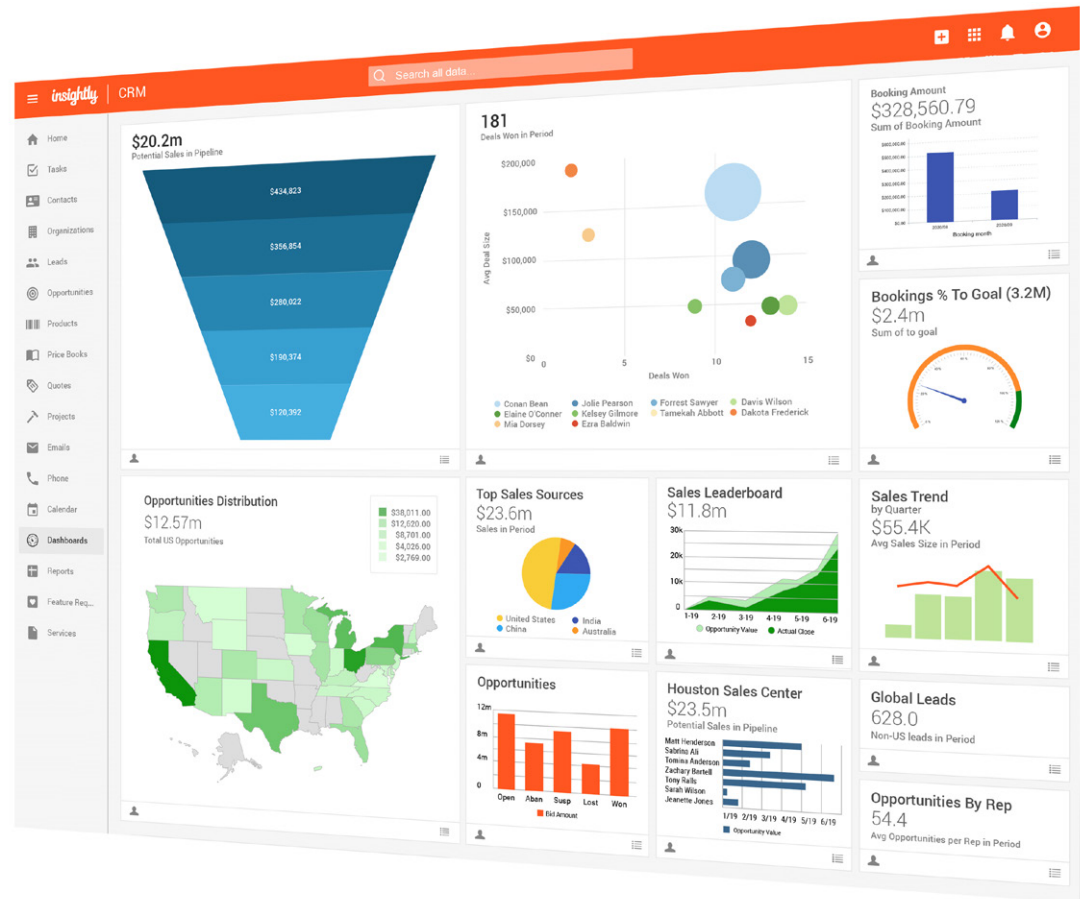 insightly
CRM
Search all data...
Home
Tasks
Contacts
Organizations
Leads
Opportunities
Products
Price Books
Quotes
Projects
Emails
Phone
Calendar
Dashboards
Reports
Feature Req...
Services
$20.2m
Potential Sales in Pipeline
$434,823
$356,854
$280,022
$190,374
$120,392
181
Deals Won in Period
Avg Deal Size
$200,000
$150,000
$100,000
$50,000
$0
0 5 10 15
Deals Won
Conan Bean Jolie Pearson Forrest Sawyer Davis Wilson
Elaine O'Conner Kelsey Gilmore Tamekah Abbott Dakota Frederick
Mia Dorsey Ezra Baldwin
Booking Amount
$328,560.79
Sum of Booking Amount
$0.00
Booking month
Bookings % To Goal (3.2M)
$2.4m
Sum of to goal
Opportunities Distribution
$12.57m
Total US Opportunities
$38,011.00
$12,620.00
$8,701.00
$4,026.00
$2,769.00
Top Sales Sources
$23.6m
Sales in Period
United States India
China Australia
Sales Leaderboard
$11.8m
30k
20k
10k
0
1-19 2-19 3-19 4-19 5-19 6-19
Opportunity Value Actual Close
Sales Trend
by Quarter
$55.4K
Avg Sales Size in Period
Opportunities
12m
8m
4m
0
Open Aban Susp Lost Won
Bid Amount
Houston Sales Center
$23.5m
Potential Sales in Pipeline
Matt Henderson
Sabrina Ali
Tomina Anderson
Zachary Bartell
Tony Ralls
Sarah Wilson
Jeanette Jones
1/19 2/19 3/19 4/19 5/19 6/19
Opportunity Value
Global Leads
628.0
Non-US leads in Period
Opportunities By Rep
54.4
Avg Opportunities per Rep in Period